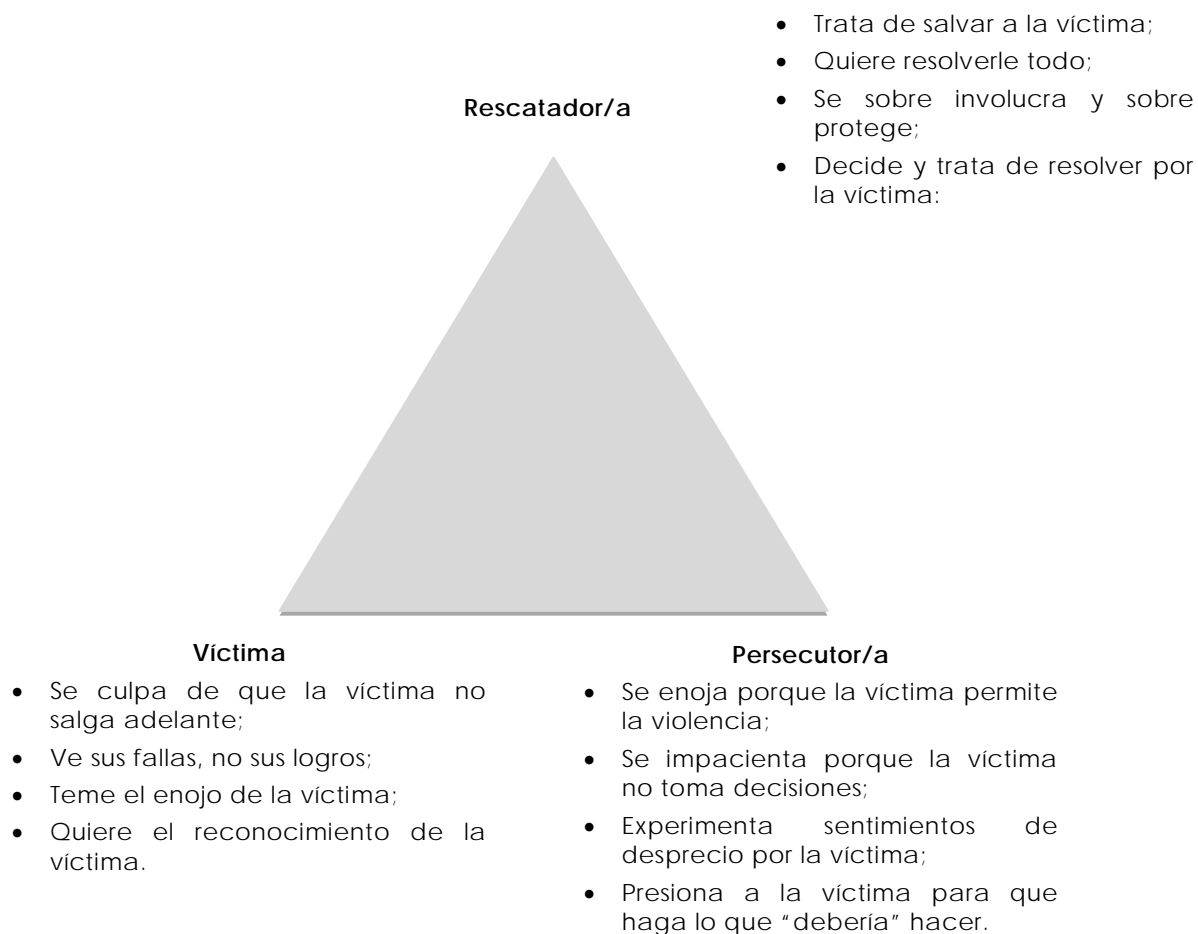 • Trata de salvar a la víctima;
• Quiere resolverle todo;
• Se sobre involucra y sobre
protege;
• Decide y trata de resolver por
la víctima:
Rescatador/a
Víctima
• Se culpa de que la víctima no
salga adelante;
• Ve sus fallas, no sus logros;
• Teme el enojo de la víctima;
• Quiere el reconocimiento de la
víctima.
Persecutor/a
• Se enoja porque la víctima permite
la violencia;
• Se impacienta porque la víctima
no toma decisiones;
• Experimenta sentimientos de
desprecio por la víctima;
• Presiona a la víctima para que
haga lo que “debería” hacer.